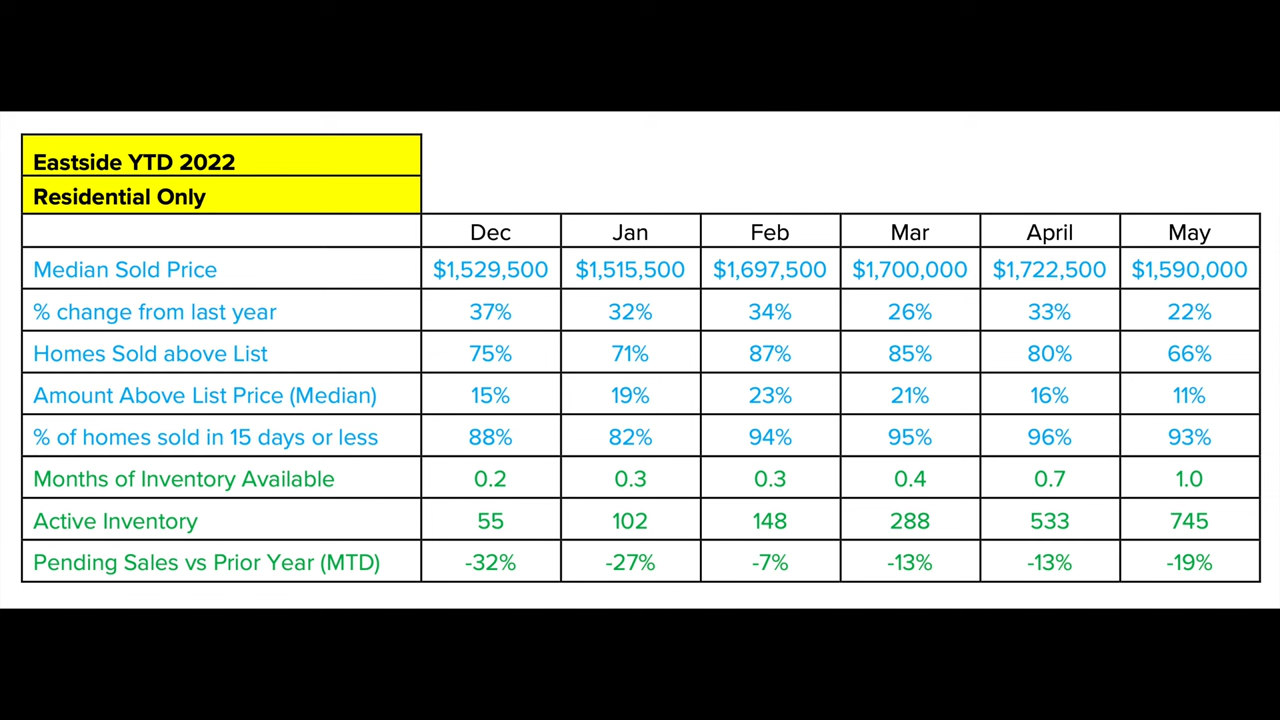 Eastside YTD 2022
Residential Only
Dec Jan Feb Mar April May
Median Sold Price $1,529,500 $1,515,500 $1,697,500 $1,700,000 $1,722,500 $1,590,000
% change from last year 37% 32% 34% 26% 33% 22%
Homes Sold above List 75% 71% 87% 85% 80% 66%
Amount Above List Price (Median) 15% 19% 23% 21% 16% 11%
% of homes sold in 15 days or less 88% 82% 94% 95% 96% 93%
Months of Inventory Available 0.2 0.3 0.3 0.4 0.7 1.0
Active Inventory 55 102 148 288 533 745
Pending Sales vs Prior Year (MTD) -32% -27% -7% -13% -13% -19%